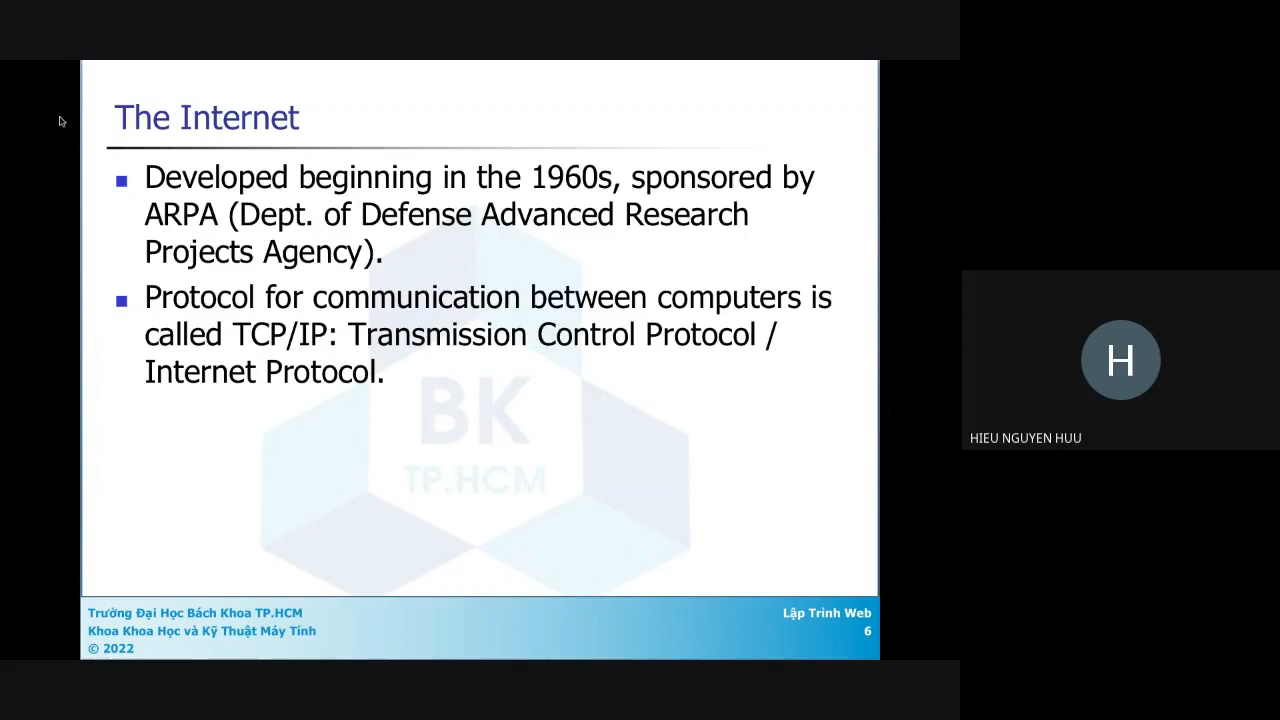 The Internet
Developed beginning in the 1960s, sponsored by
ARPA (Dept. of Defense Advanced Research
Projects Agency).
Protocol for communication between computers is
called TCP/IP: Transmission Control Protocol /
Internet Protocol.
BK
TP.HCM
H
HIEU NGUYEN HUU
Trường Đại Học Bách Khoa TP.HCM
Khoa Khoa Học và Kỹ Thuật Máy Tính
© 2022
Lập Trình Web
6